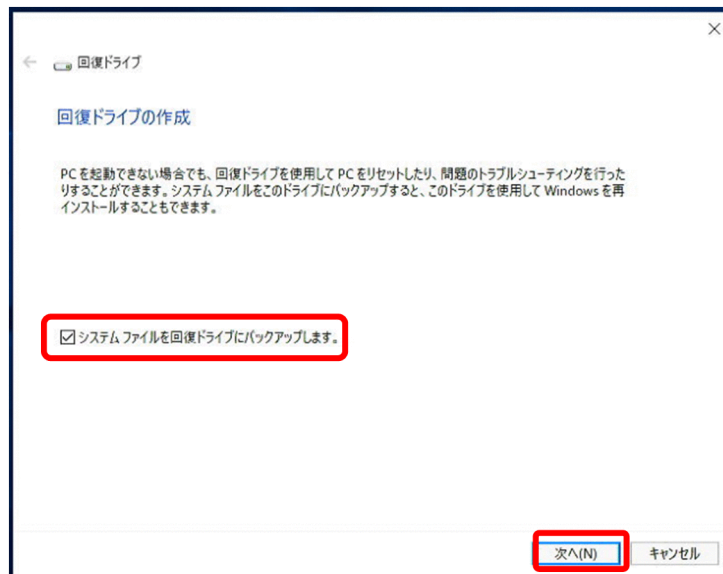 回復ドライブ
回復ドライブの作成
PC を起動できない場合でも、回復ドライブを使用して PC をリセットしたり、問題のトラブルシューティングを行った
りすることができます。システム ファイルをこのドライブにバックアップすると、このドライブを使用して Windows を再
インストールすることもできます。
システム ファイルを回復ドライブにバックアップします。
次へ(N) キャンセル